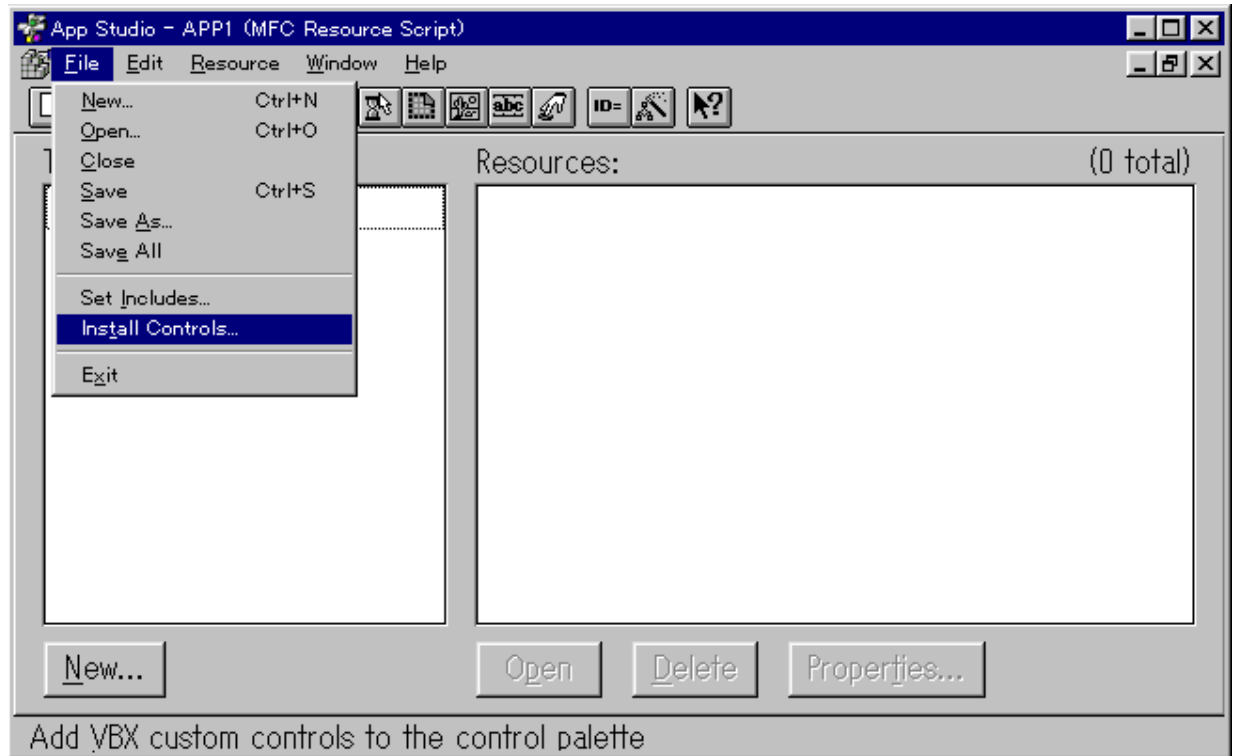 App Studio - APP1 (MFC Resource Script)
File Edit Resource Window Help
New... Ctrl+N
Open... Ctrl+O
Close
Save Ctrl+S
Save As...
Save All
Set Includes...
Install Controls...
Exit
abc ID= ?
Resources: (0 total)
New... Open Delete Properties...
Add VBX custom controls to the control palette